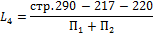 L₄ = (стр.290 − 217 − 220) / (П₁ + П₂)